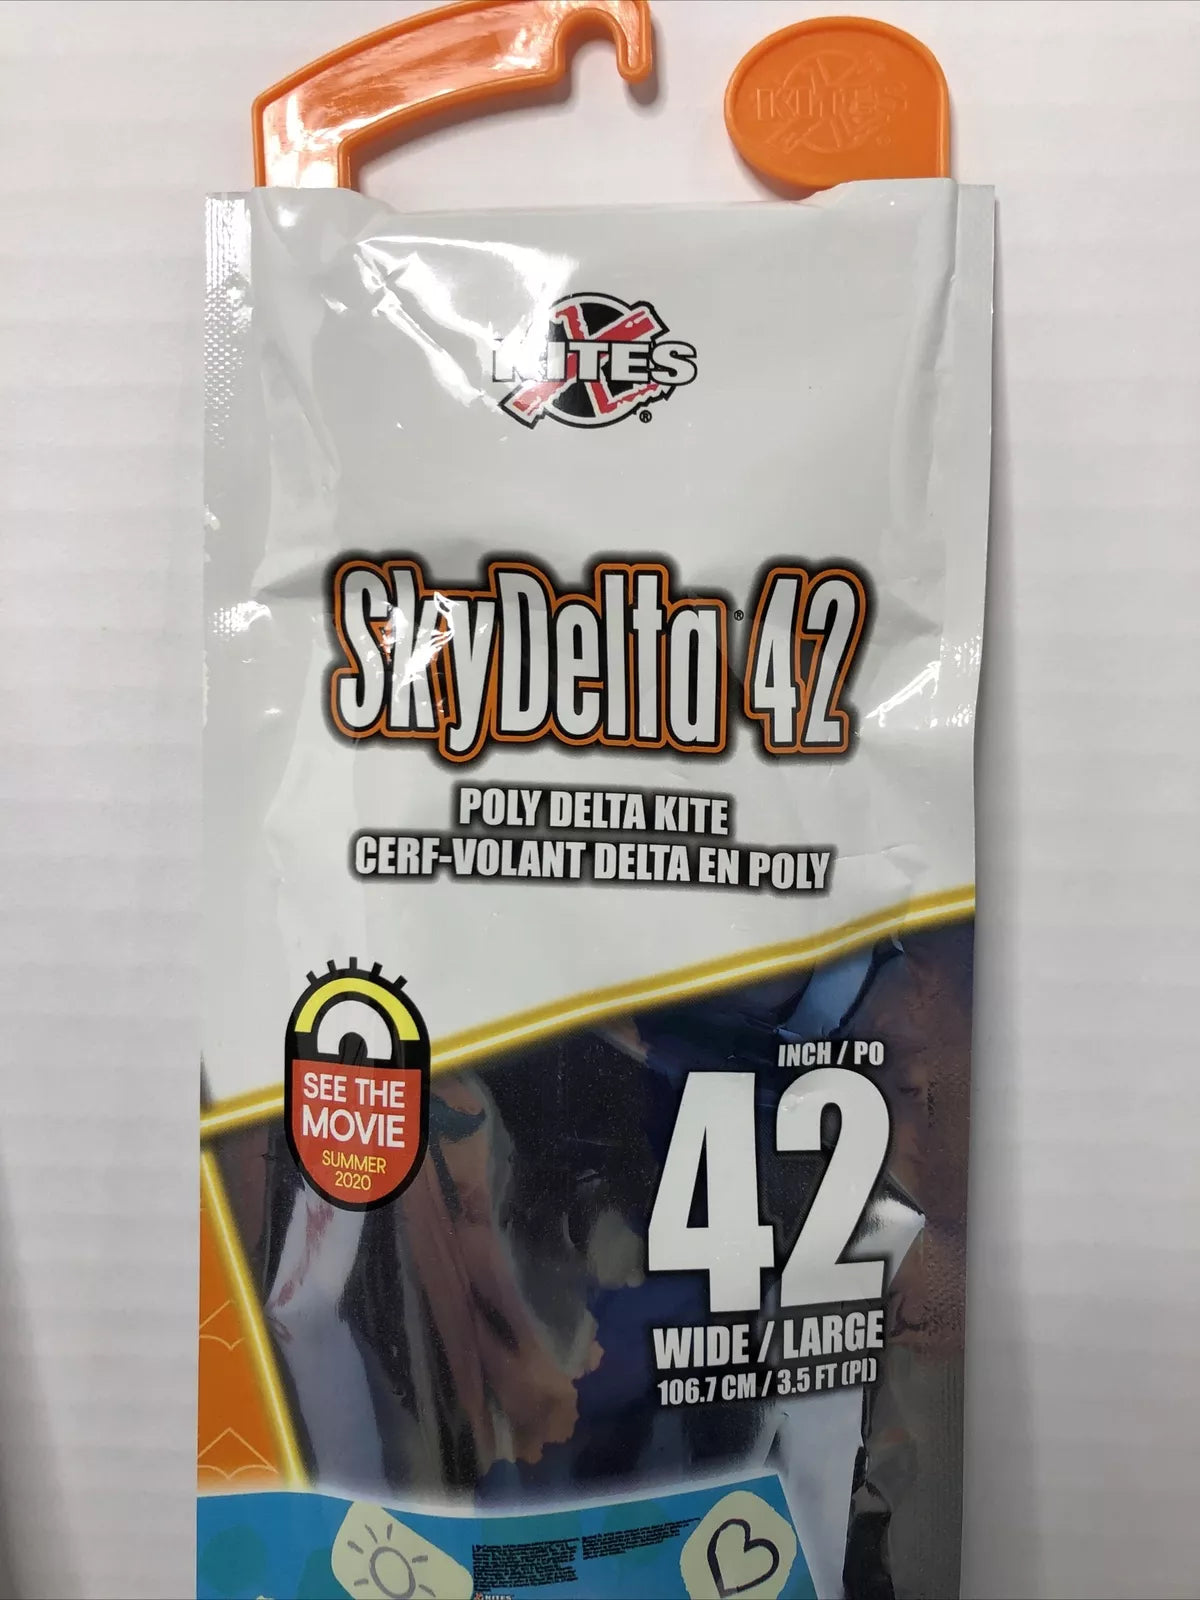 KITES
KITES
®
SkyDelta® 42
POLY DELTA KITE
CERF-VOLANT DELTA EN POLY
SEE THE
MOVIE
SUMMER
2020
INCH / PO
42
WIDE / LARGE
106.7 CM / 3.5 FT (PI)
KITES